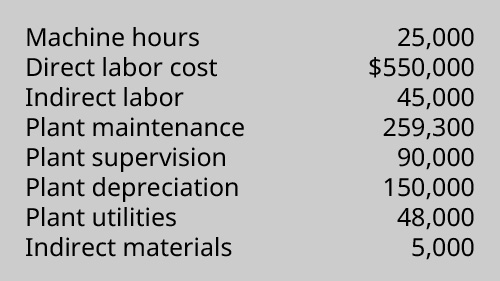 Machine hours 25,000
Direct labor cost $550,000
Indirect labor 45,000
Plant maintenance 259,300
Plant supervision 90,000
Plant depreciation 150,000
Plant utilities 48,000
Indirect materials 5,000